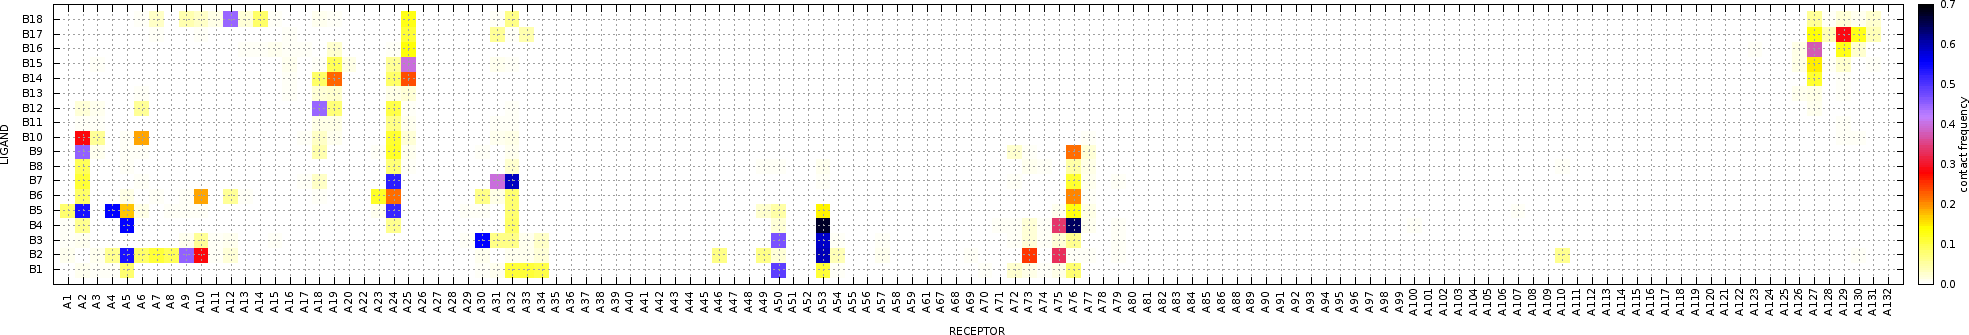 B18
B17
B16
B15
B14
B13
B12
B11
B10
B9
B8
B7
B6
B5
B4
B3
B2
B1
LIGAND
A1 A2 A3 A4 A5 A6 A7 A8 A9 A10 A11 A12 A13 A14 A15 A16 A17 A18 A19 A20 A22 A23 A24 A25 A26 A27 A28 A29 A30 A31 A32 A33 A34 A35 A36 A37 A38 A39 A40 A41 A42 A43 A44 A45 A46 A47 A48 A49 A50 A51 A52 A53 A54 A55 A56 A57 A58 A59 A61 A67 A68 A69 A70 A71 A72 A73 A74 A75 A76 A77 A78 A79 A80 A81 A82 A83 A84 A85 A86 A87 A88 A89 A90 A91 A92 A93 A94 A95 A96 A97 A98 A99 A100 A101 A102 A103 A104 A105 A106 A107 A108 A109 A110 A111 A112 A113 A114 A115 A116 A117 A118 A119 A120 A121 A122 A123 A124 A125 A126 A127 A128 A129 A130 A131 A132
RECEPTOR
0.7
0.6
0.5
0.4
0.3
0.2
0.1
0.0
contact frequency